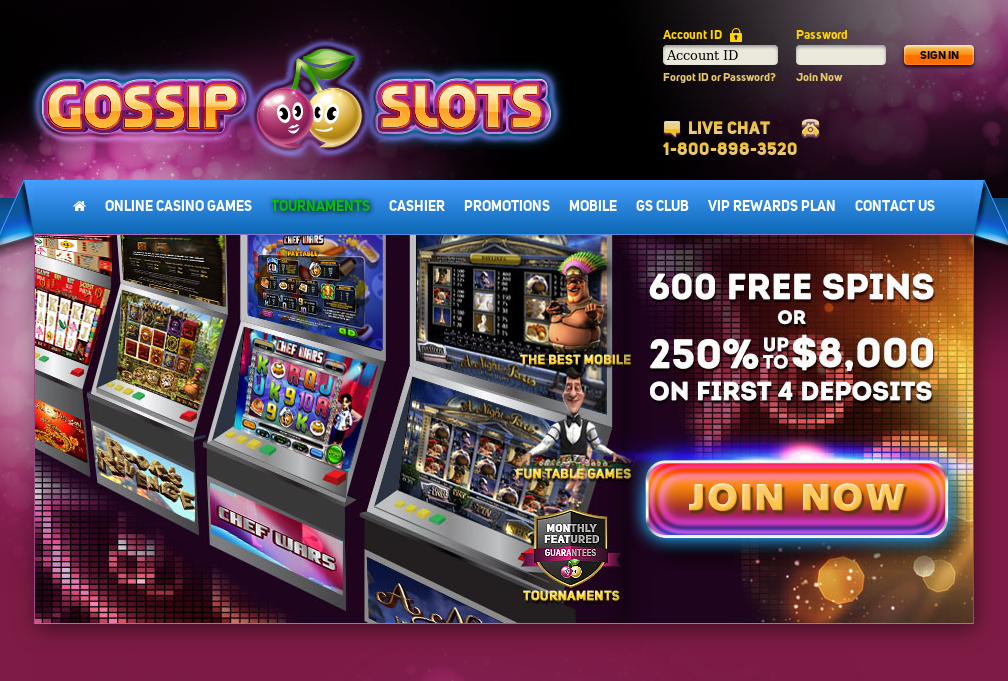 Account ID
Password
Account ID
SIGN IN
Forgot ID or Password?
Join Now
GOSSIP SLOTS
LIVE CHAT
1-800-898-3520
ONLINE CASINO GAMES TOURNAMENTS CASHIER PROMOTIONS MOBILE GS CLUB VIP REWARDS PLAN CONTACT US
CHEF WARS
PAYTABLE
PAYLINES
CHEF WARS
600 FREE SPINS
OR
250% UP TO $8,000
ON FIRST 4 DEPOSITS
THE BEST MOBILE
FUN TABLE GAMES
JOIN NOW
CHEF WARS
MONTHLY
FEATURED
GUARANTEES
TOURNAMENTS